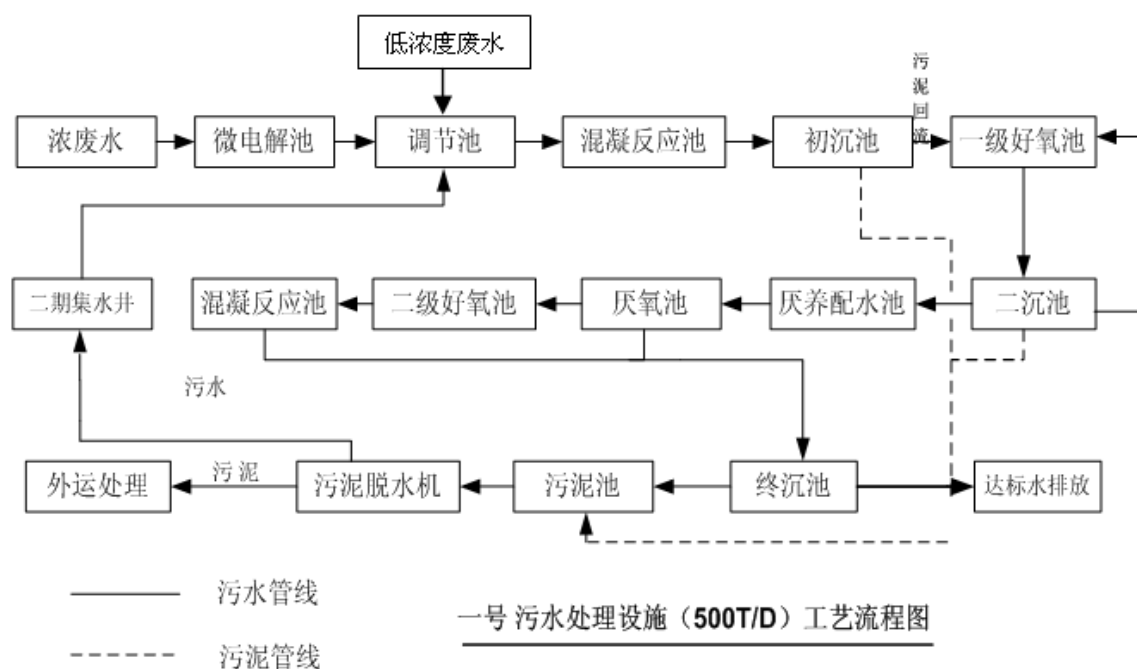 低浓度废水
污泥回流
浓废水
微电解池
调节池
混凝反应池
初沉池
一级好氧池
二期集水井
混凝反应池
二级好氧池
厌氧池
厌养配水池
二沉池
污水
外运处理
污泥
污泥脱水机
污泥池
终沉池
达标水排放
污水管线
一号 污水处理设施（500T/D）工艺流程图
污泥管线